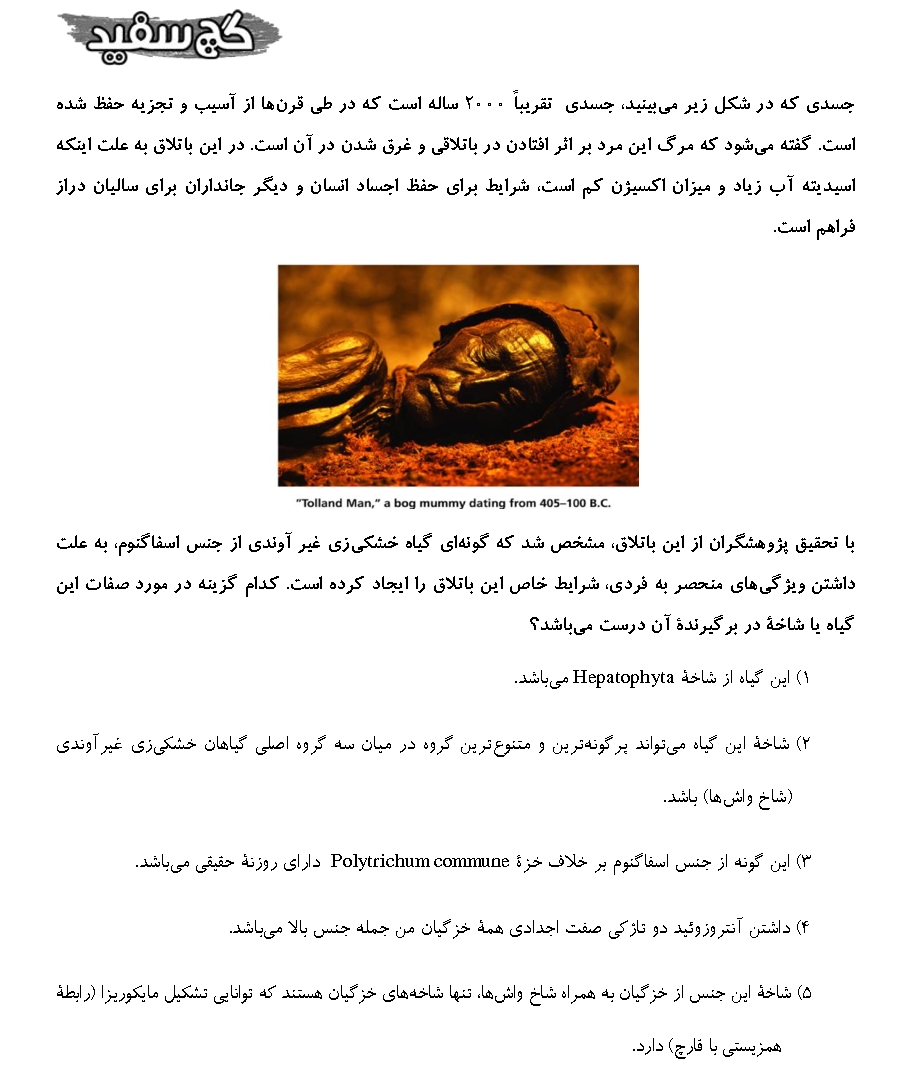 گچ سفید
جسدی که در شکل زیر می‌بینید، جسدی تقریباً ۲۰۰۰ ساله است که در طی قرن‌ها از آسیب و تجزیه حفظ شده
است. گفته می‌شود که مرگ این مرد بر اثر افتادن در باتلاقی و غرق شدن در آن است. در این باتلاق به علت اینکه
اسیدیته آب زیاد و میزان اکسیژن کم است، شرایط برای حفظ اجساد انسان و دیگر جانداران برای سالیان دراز
فراهم است.
"Tolland Man," a bog mummy dating from 405–100 B.C.
با تحقیق پژوهشگران از این باتلاق، مشخص شد که گونه‌ای گیاه خشکی‌زی غیر آوندی از جنس اسفاگنوم، به علت
داشتن ویژگی‌های منحصر به فردی، شرایط خاص این باتلاق را ایجاد کرده است. کدام گزینه در مورد صفات این
گیاه یا شاخهٔ در برگیرندهٔ آن درست می‌باشد؟
۱) این گیاه از شاخهٔ Hepatophyta می‌باشد.
۲) شاخهٔ این گیاه می‌تواند پرگونه‌ترین و متنوع‌ترین گروه در میان سه گروه اصلی گیاهان خشکی‌زی غیرآوندی
(شاخ واش‌ها) باشد.
۳) این گونه از جنس اسفاگنوم بر خلاف خزهٔ Polytrichum commune دارای روزنهٔ حقیقی می‌باشد.
۴) داشتن آنتروزوئید دو تاژکی صفت اجدادی همهٔ خزگیان من جمله جنس بالا می‌باشد.
۵) شاخهٔ این جنس از خزگیان به همراه شاخ واش‌ها، تنها شاخه‌های خزگیان هستند که توانایی تشکیل مایکوریزا (رابطهٔ
همزیستی با قارچ) دارد.